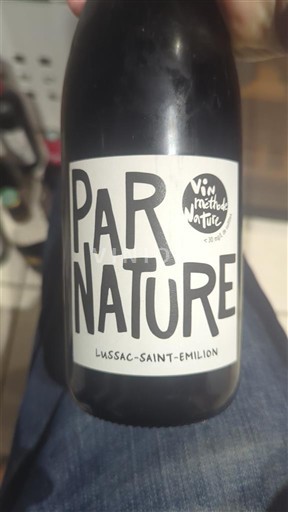 PAR
NATURE
Vin
méthode
Nature
LUSSAC-SAINT-EMILION